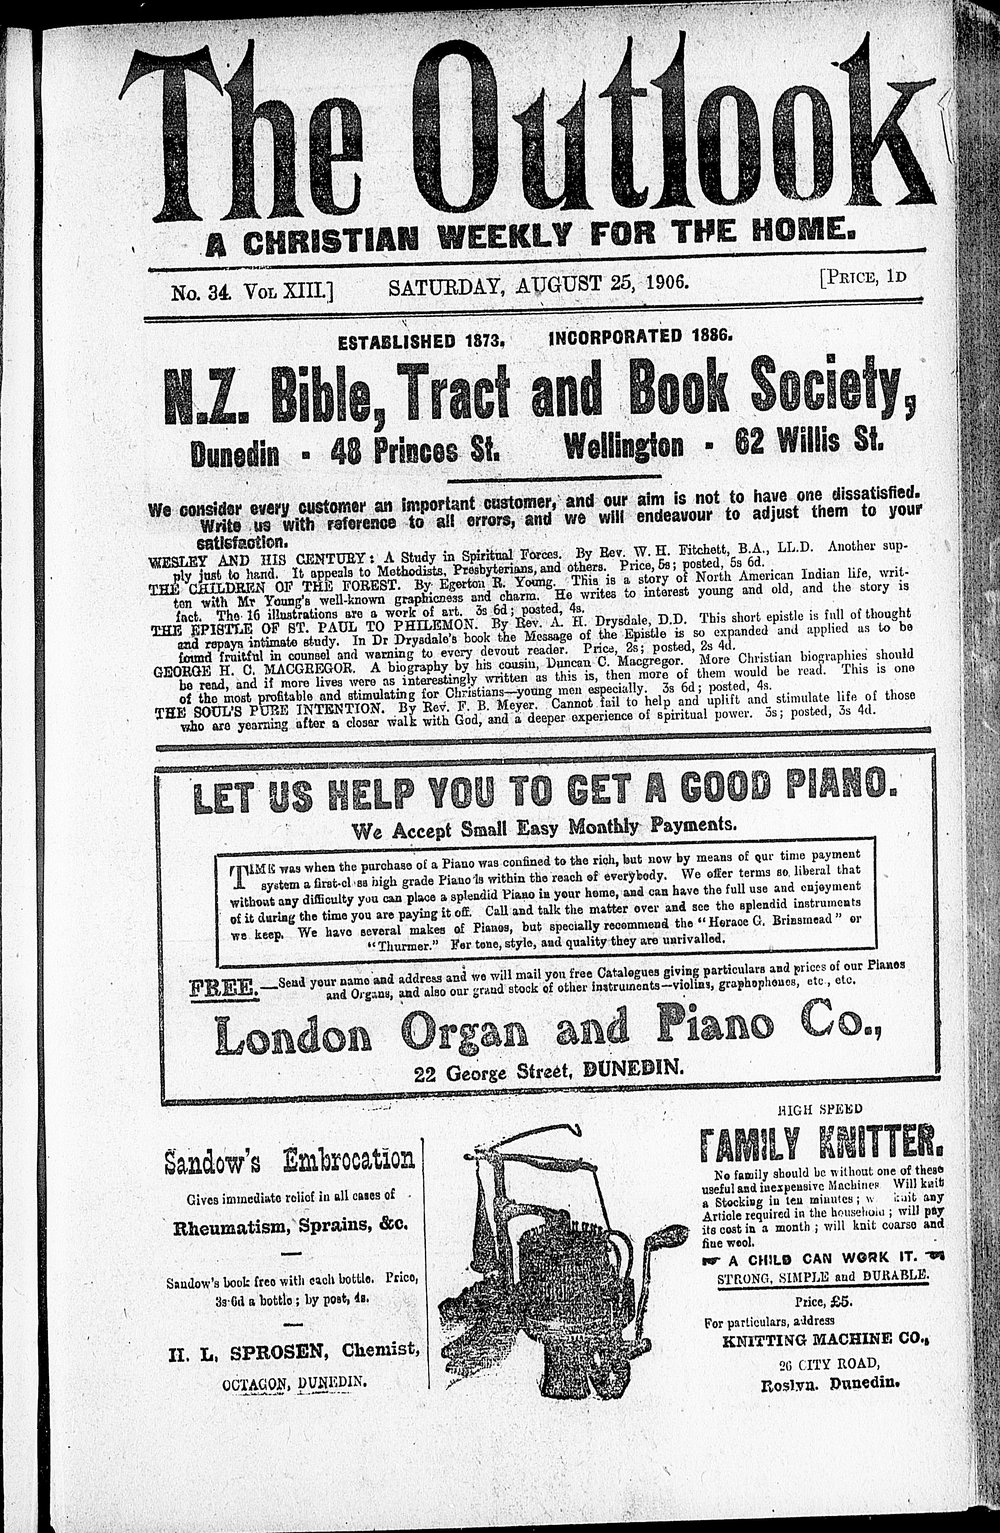 The Outlook
A CHRISTIAN WEEKLY FOR THE HOME.
No. 34. Vol XIII.] SATURDAY, AUGUST 25, 1906. [Price, 1d
ESTABLISHED 1873. INCORPORATED 1886.
N.Z. Bible, Tract and Book Society,
Dunedin - 48 Princes St. Wellington - 62 Willis St.
We consider every customer an important customer, and our aim is not to have one dissatisfied.
Write us with reference to all errors, and we will endeavour to adjust them to your
satisfaction.
WESLEY AND HIS CENTURY: A Study in Spiritual Forces. By Rev. W. H. Fitchett, B.A., LL.D. Another sup-
ply just to hand. It appeals to Methodists, Presbyterians, and others. Price, 5s; posted, 5s 6d.
THE CHILDREN OF THE FOREST. By Egerton R. Young. This is a story of North American Indian life, writ-
ten with Mr Young's well-known graphicness and charm. He writes to interest young and old, and the story is
fact. The 16 illustrations are a work of art. 3s 6d; posted, 4s.
THE EPISTLE OF ST. PAUL TO PHILEMON. By Rev. A. H. Drysdale, D.D. This short epistle is full of thought
and repays intimate study. In Dr Drysdale's book the Message of the Epistle is so expanded and applied as to be
found fruitful in counsel and warning to every devout reader. Price, 2s; posted, 2s 4d.
GEORGE H. C. MACGREGOR. A biography by his cousin, Duncan C. Macgregor. More Christian biographies should
be read, and if more lives were as interestingly written as this is, then more of them would be read. This is one
of the most profitable and stimulating for Christians—young men especially. 3s 6d; posted, 4s.
THE SOUL'S PURE INTENTION. By Rev. F. B. Meyer. Cannot fail to help and uplift and stimulate life of those
who are yearning after a closer walk with God, and a deeper experience of spiritual power. 3s; posted, 3s 4d.
LET US HELP YOU TO GET A GOOD PIANO.
We Accept Small Easy Monthly Payments.
TIME was when the purchase of a Piano was confined to the rich, but now by means of our time payment
system a first-cl ss high grade Piano is within the reach of everybody. We offer terms so liberal that
without any difficulty you can place a splendid Piano in your home, and can have the full use and enjoyment
of it during the time you are paying it off. Call and talk the matter over and see the splendid instruments
we keep. We have several makes of Pianos, but specially recommend the "Horace G. Brinsmead" or
"Thurmer." For tone, style, and quality they are unrivalled.
FREE.—Send your name and address and we will mail you free Catalogues giving particulars and prices of our Pianos
and Organs, and also our grand stock of other instruments—violins, graphophones, etc., etc.
London Organ and Piano Co.,
22 George Street, DUNEDIN.
Sandow's Embrocation
Gives immediate relief in all cases of
Rheumatism, Sprains, &c.
Sandow's book free with each bottle. Price,
3s 6d a bottle; by post, 4s.
H. L. SPROSEN, Chemist,
OCTAGON, DUNEDIN.
HIGH SPEED
FAMILY KNITTER.
No family should be without one of these
useful and inexpensive Machines Will knit
a Stocking in ten minutes; w knit any
Article required in the household; will pay
its cost in a month; will knit coarse and
fine wool.
☛ A CHILD CAN WORK IT. ☚
STRONG, SIMPLE and DURABLE.
Price, £5.
For particulars, address
KNITTING MACHINE CO.,
26 CITY ROAD,
Roslyn. Dunedin.